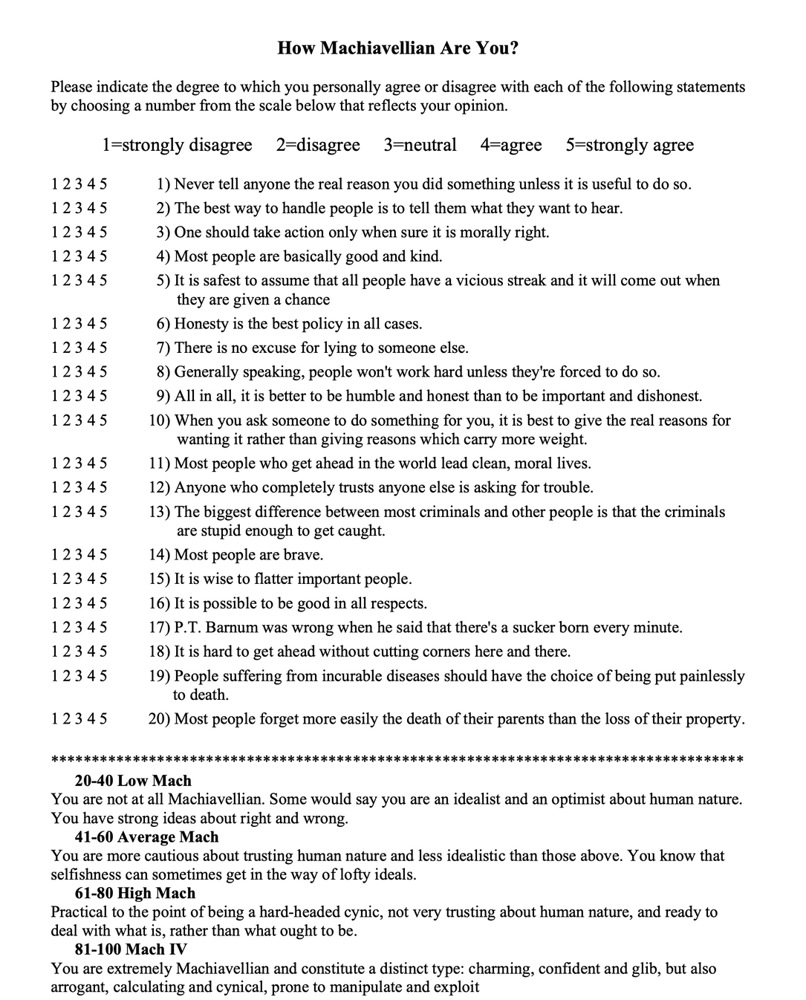 How Machiavellian Are You?
Please indicate the degree to which you personally agree or disagree with each of the following statements
by choosing a number from the scale below that reflects your opinion.
1=strongly disagree 2=disagree 3=neutral 4=agree 5=strongly agree
1 2 3 4 5 1) Never tell anyone the real reason you did something unless it is useful to do so.
1 2 3 4 5 2) The best way to handle people is to tell them what they want to hear.
1 2 3 4 5 3) One should take action only when sure it is morally right.
1 2 3 4 5 4) Most people are basically good and kind.
1 2 3 4 5 5) It is safest to assume that all people have a vicious streak and it will come out when
they are given a chance
1 2 3 4 5 6) Honesty is the best policy in all cases.
1 2 3 4 5 7) There is no excuse for lying to someone else.
1 2 3 4 5 8) Generally speaking, people won't work hard unless they're forced to do so.
1 2 3 4 5 9) All in all, it is better to be humble and honest than to be important and dishonest.
1 2 3 4 5 10) When you ask someone to do something for you, it is best to give the real reasons for
wanting it rather than giving reasons which carry more weight.
1 2 3 4 5 11) Most people who get ahead in the world lead clean, moral lives.
1 2 3 4 5 12) Anyone who completely trusts anyone else is asking for trouble.
1 2 3 4 5 13) The biggest difference between most criminals and other people is that the criminals
are stupid enough to get caught.
1 2 3 4 5 14) Most people are brave.
1 2 3 4 5 15) It is wise to flatter important people.
1 2 3 4 5 16) It is possible to be good in all respects.
1 2 3 4 5 17) P.T. Barnum was wrong when he said that there's a sucker born every minute.
1 2 3 4 5 18) It is hard to get ahead without cutting corners here and there.
1 2 3 4 5 19) People suffering from incurable diseases should have the choice of being put painlessly
to death.
1 2 3 4 5 20) Most people forget more easily the death of their parents than the loss of their property.
*************************************************************************************
20-40 Low Mach
You are not at all Machiavellian. Some would say you are an idealist and an optimist about human nature.
You have strong ideas about right and wrong.
41-60 Average Mach
You are more cautious about trusting human nature and less idealistic than those above. You know that
selfishness can sometimes get in the way of lofty ideals.
61-80 High Mach
Practical to the point of being a hard-headed cynic, not very trusting about human nature, and ready to
deal with what is, rather than what ought to be.
81-100 Mach IV
You are extremely Machiavellian and constitute a distinct type: charming, confident and glib, but also
arrogant, calculating and cynical, prone to manipulate and exploit